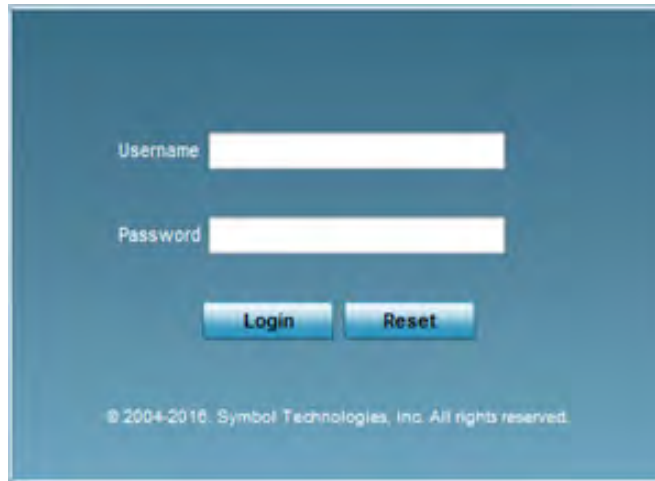 Username
Password
Login Reset
© 2004-2016. Symbol Technologies, Inc. All rights reserved.